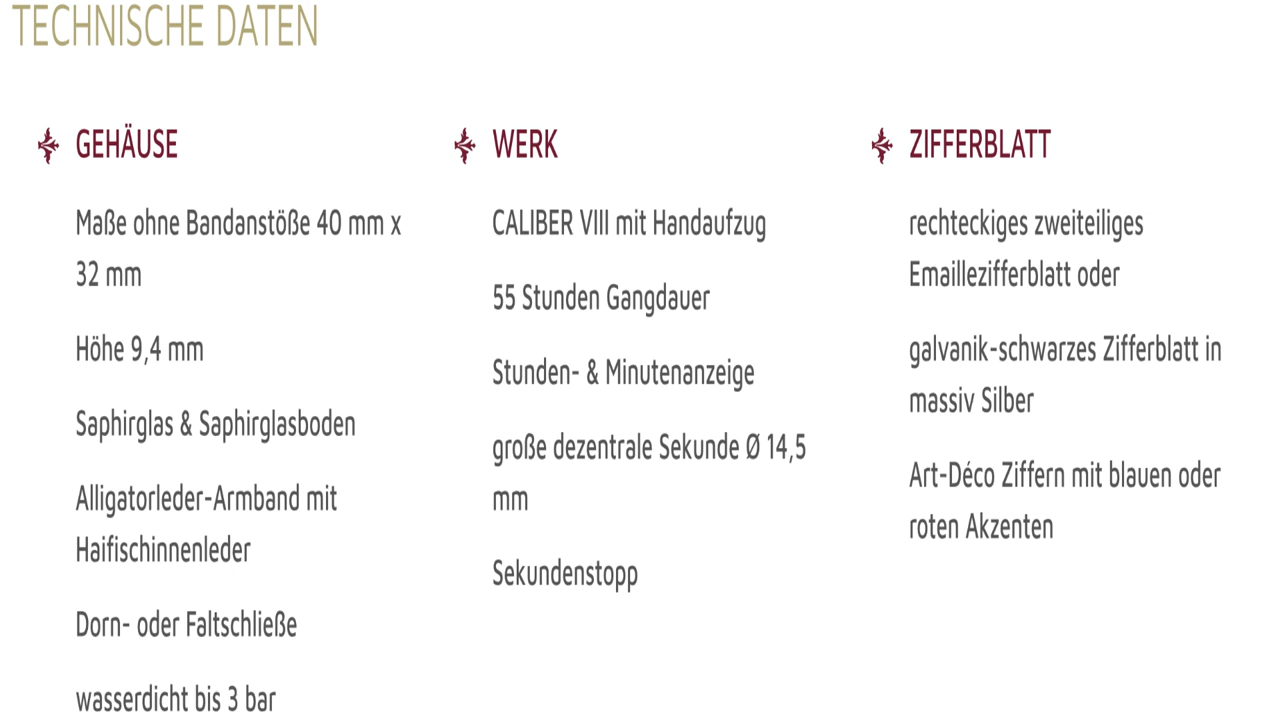 TECHNISCHE DATEN
GEHÄUSE
Maße ohne Bandanstöße 40 mm x
32 mm
Höhe 9,4 mm
Saphirglas & Saphirglasboden
Alligatorleder-Armband mit
Haifischinnenleder
Dorn- oder Faltschließe
wasserdicht bis 3 bar
WERK
CALIBER VIII mit Handaufzug
55 Stunden Gangdauer
Stunden- & Minutenanzeige
große dezentrale Sekunde Ø 14,5
mm
Sekundenstopp
ZIFFERBLATT
rechteckiges zweiteiliges
Emaillezifferblatt oder
galvanik-schwarzes Zifferblatt in
massiv Silber
Art-Déco Ziffern mit blauen oder
roten Akzenten